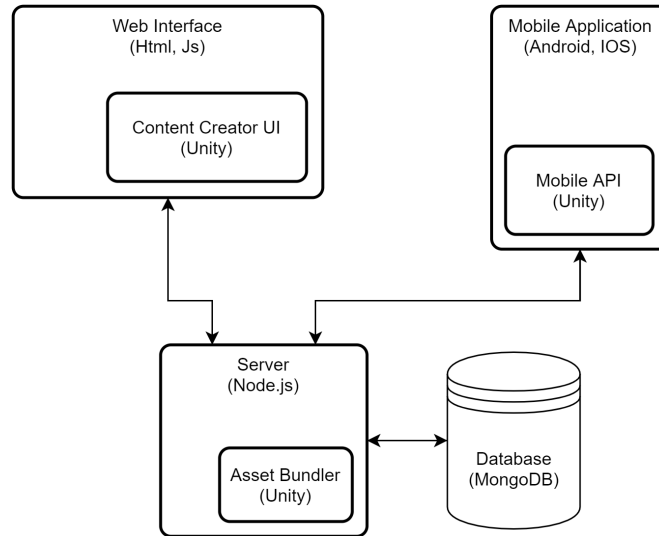 Web Interface
(Html, Js)
Content Creator UI
(Unity)
Mobile Application
(Android, IOS)
Mobile API
(Unity)
Server
(Node.js)
Asset Bundler
(Unity)
Database
(MongoDB)